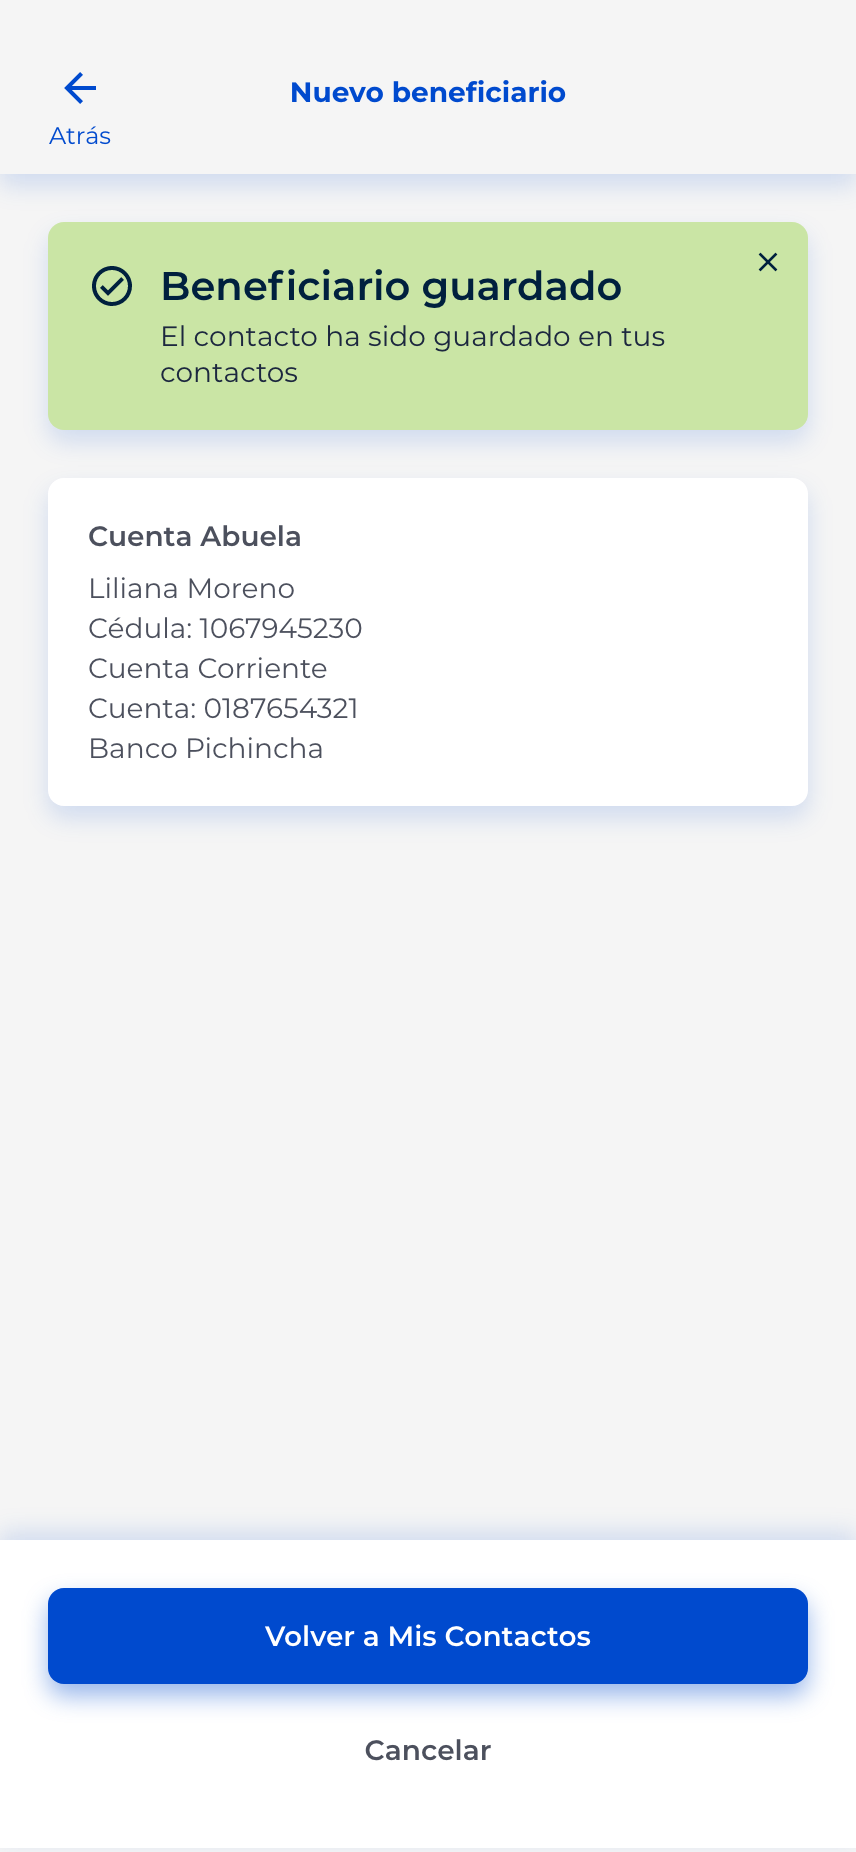 Nuevo beneficiario
Atrás
Beneficiario guardado
El contacto ha sido guardado en tus
contactos
Cuenta Abuela
Liliana Moreno
Cédula: 1067945230
Cuenta Corriente
Cuenta: 0187654321
Banco Pichincha
Volver a Mis Contactos
Cancelar